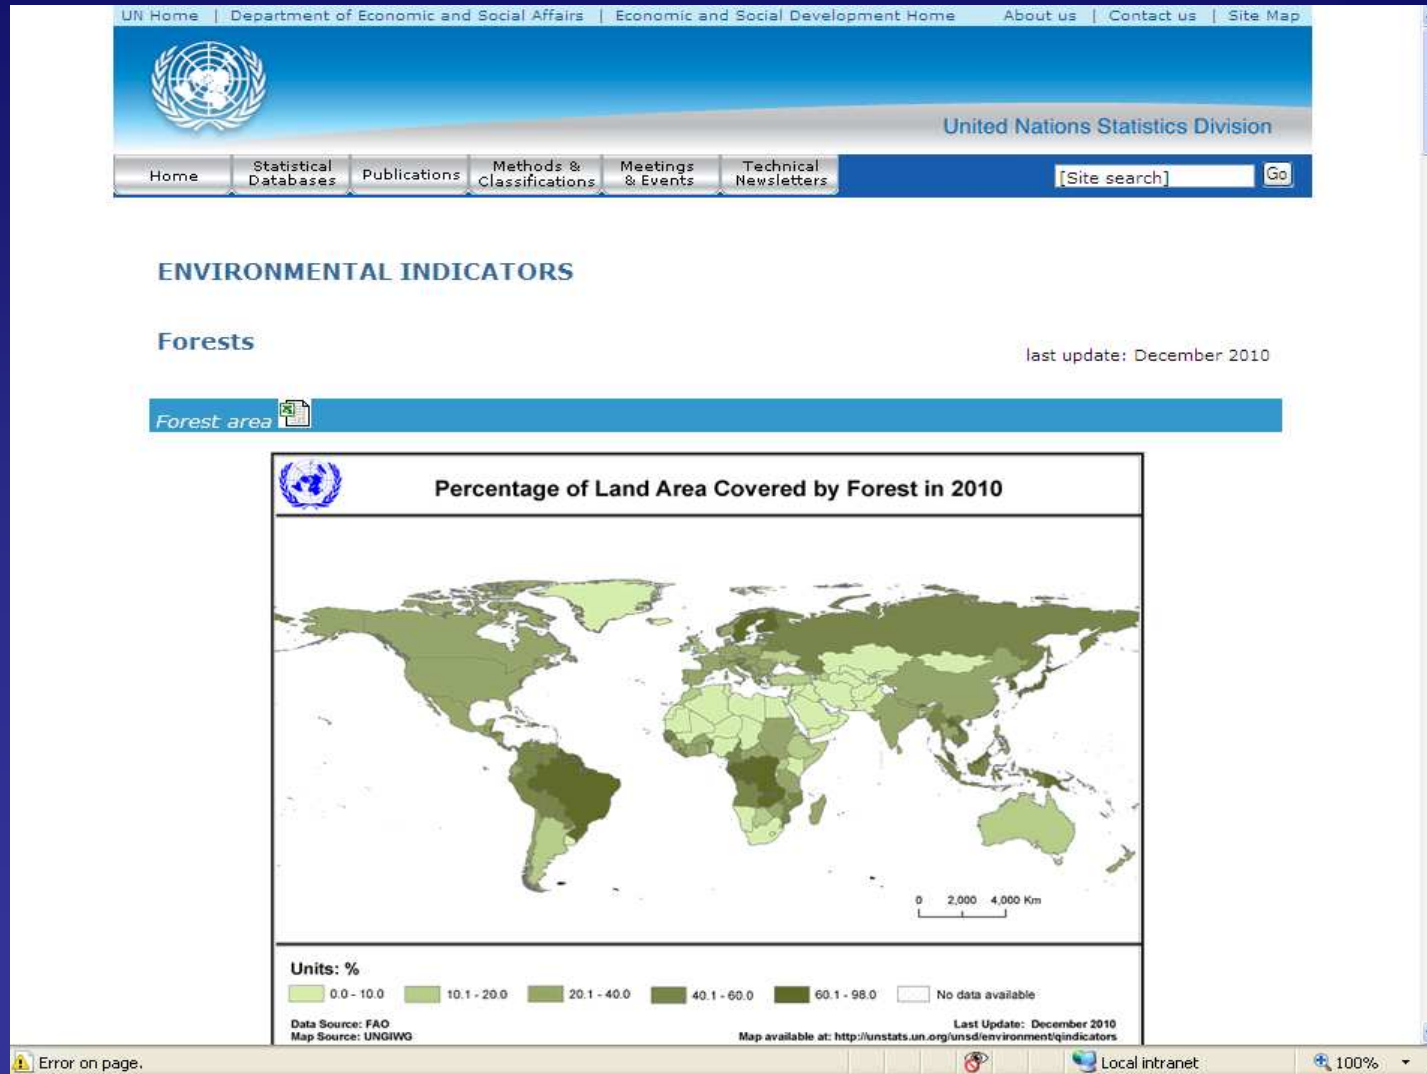 UN Home | Department of Economic and Social Affairs | Economic and Social Development Home About us | Contact us | Site Map
United Nations Statistics Division
Home Statistical Databases Publications Methods & Classifications Meetings & Events Technical Newsletters [Site search] Go
ENVIRONMENTAL INDICATORS
Forests
last update: December 2010
Forest area
Percentage of Land Area Covered by Forest in 2010
0 2,000 4,000 Km
Units: %
0.0 - 10.0 10.1 - 20.0 20.1 - 40.0 40.1 - 60.0 60.1 - 98.0 No data available
Data Source: FAO Last Update: December 2010
Map Source: UNGIWG Map available at: http://unstats.un.org/unsd/environment/qindicators
Error on page. Local intranet 100%